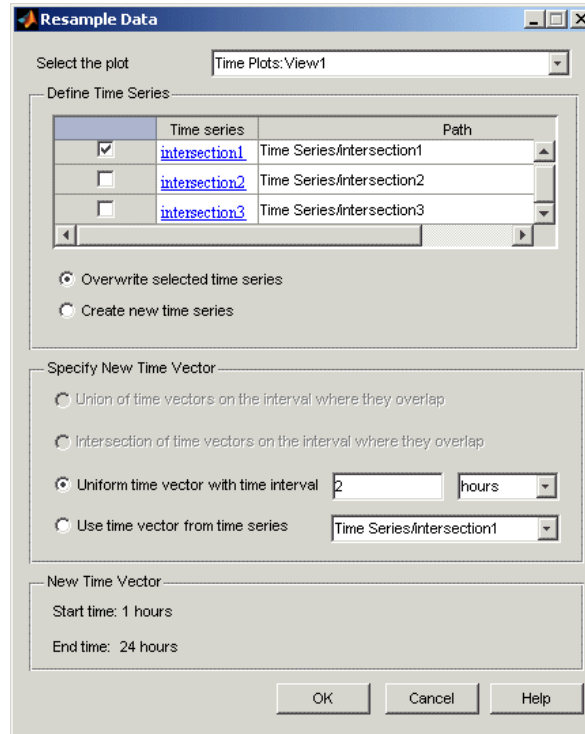 Resample Data
Select the plot Time Plots:View1
Define Time Series
Time series Path
intersection1 Time Series/intersection1
intersection2 Time Series/intersection2
intersection3 Time Series/intersection3
Overwrite selected time series
Create new time series
Specify New Time Vector
Union of time vectors on the interval where they overlap
Intersection of time vectors on the interval where they overlap
Uniform time vector with time interval 2 hours
Use time vector from time series Time Series/intersection1
New Time Vector
Start time: 1 hours
End time: 24 hours
OK Cancel Help